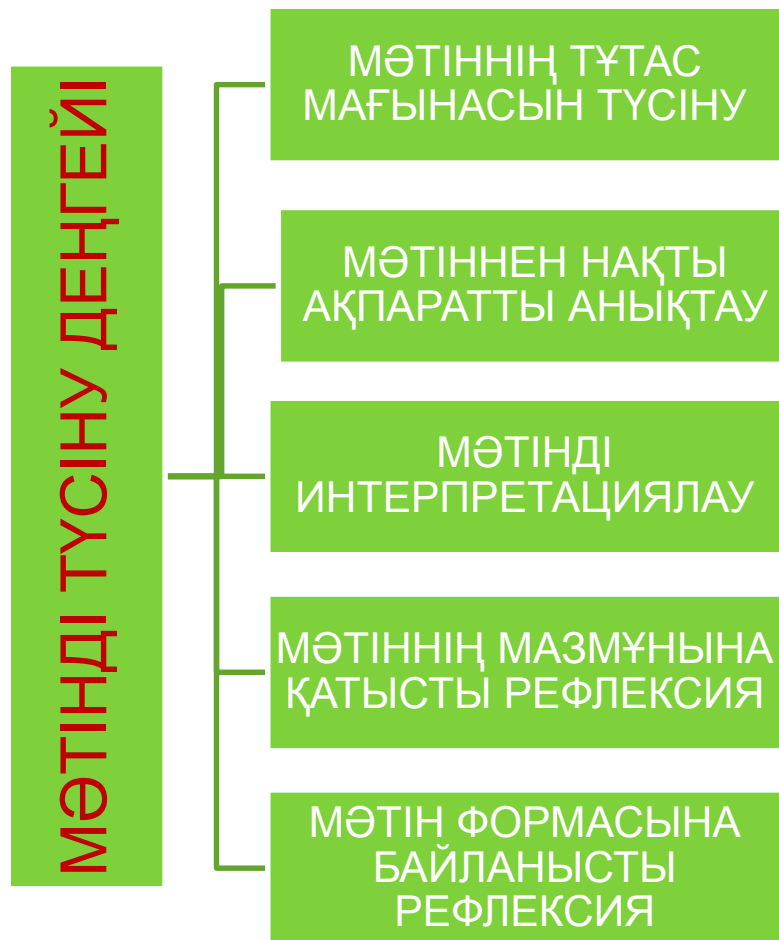 МӘТІНДІ ТҮСІНУ ДЕҢГЕЙІ
МӘТІННІҢ ТҰТАС
МАҒЫНАСЫН ТҮСІНУ
МӘТІННЕН НАҚТЫ
АҚПАРАТТЫ АНЫҚТАУ
МӘТІНДІ
ИНТЕРПРЕТАЦИЯЛАУ
МӘТІННІҢ МАЗМҰНЫНА
ҚАТЫСТЫ РЕФЛЕКСИЯ
МӘТІН ФОРМАСЫНА
БАЙЛАНЫСТЫ
РЕФЛЕКСИЯ